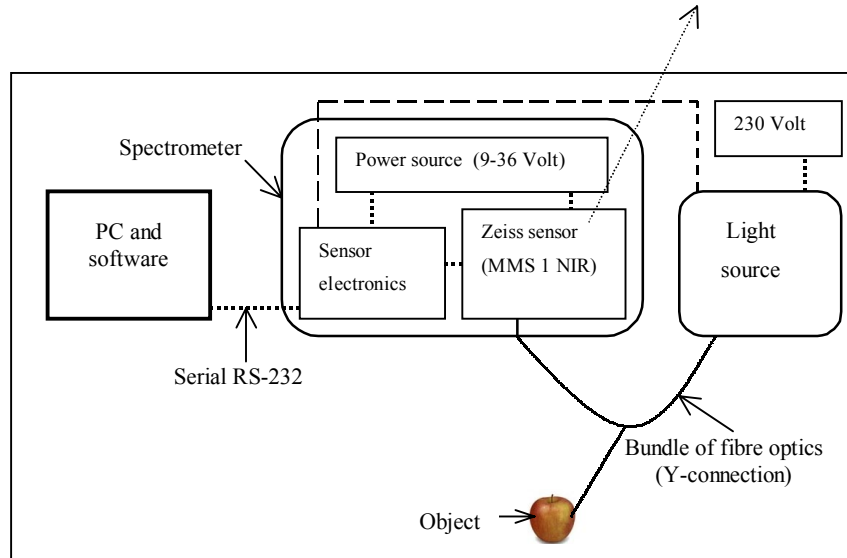 230 Volt
Spectrometer
Power source (9-36 Volt)
PC and
software
Sensor
electronics
Zeiss sensor
(MMS 1 NIR)
Light
source
Serial RS-232
Bundle of fibre optics
(Y-connection)
Object